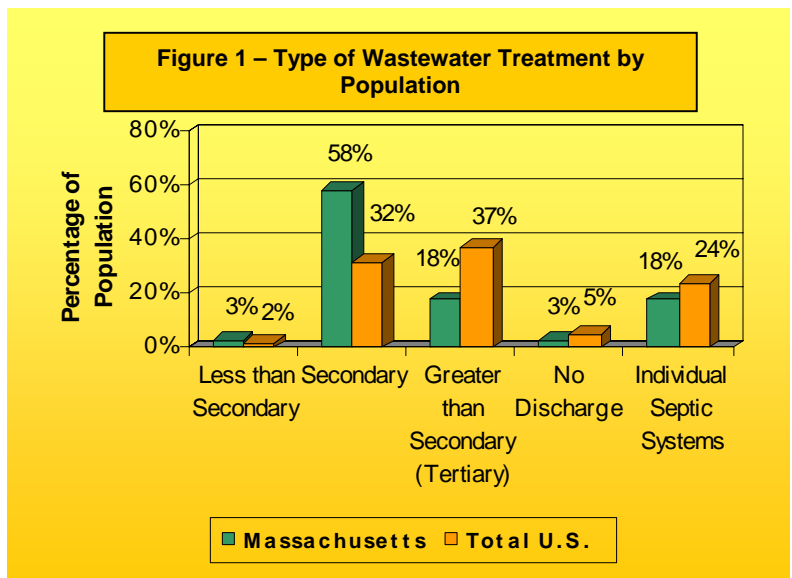 Figure 1 – Type of Wastewater Treatment by
Population
Percentage of
Population
80%
60%
40%
20%
0%
3%
2%
58%
32%
18%
37%
3%
5%
18%
24%
Less than
Secondary
Secondary
Greater
than
Secondary
(Tertiary)
No
Discharge
Individual
Septic
Systems
Massachusetts
Total U.S.